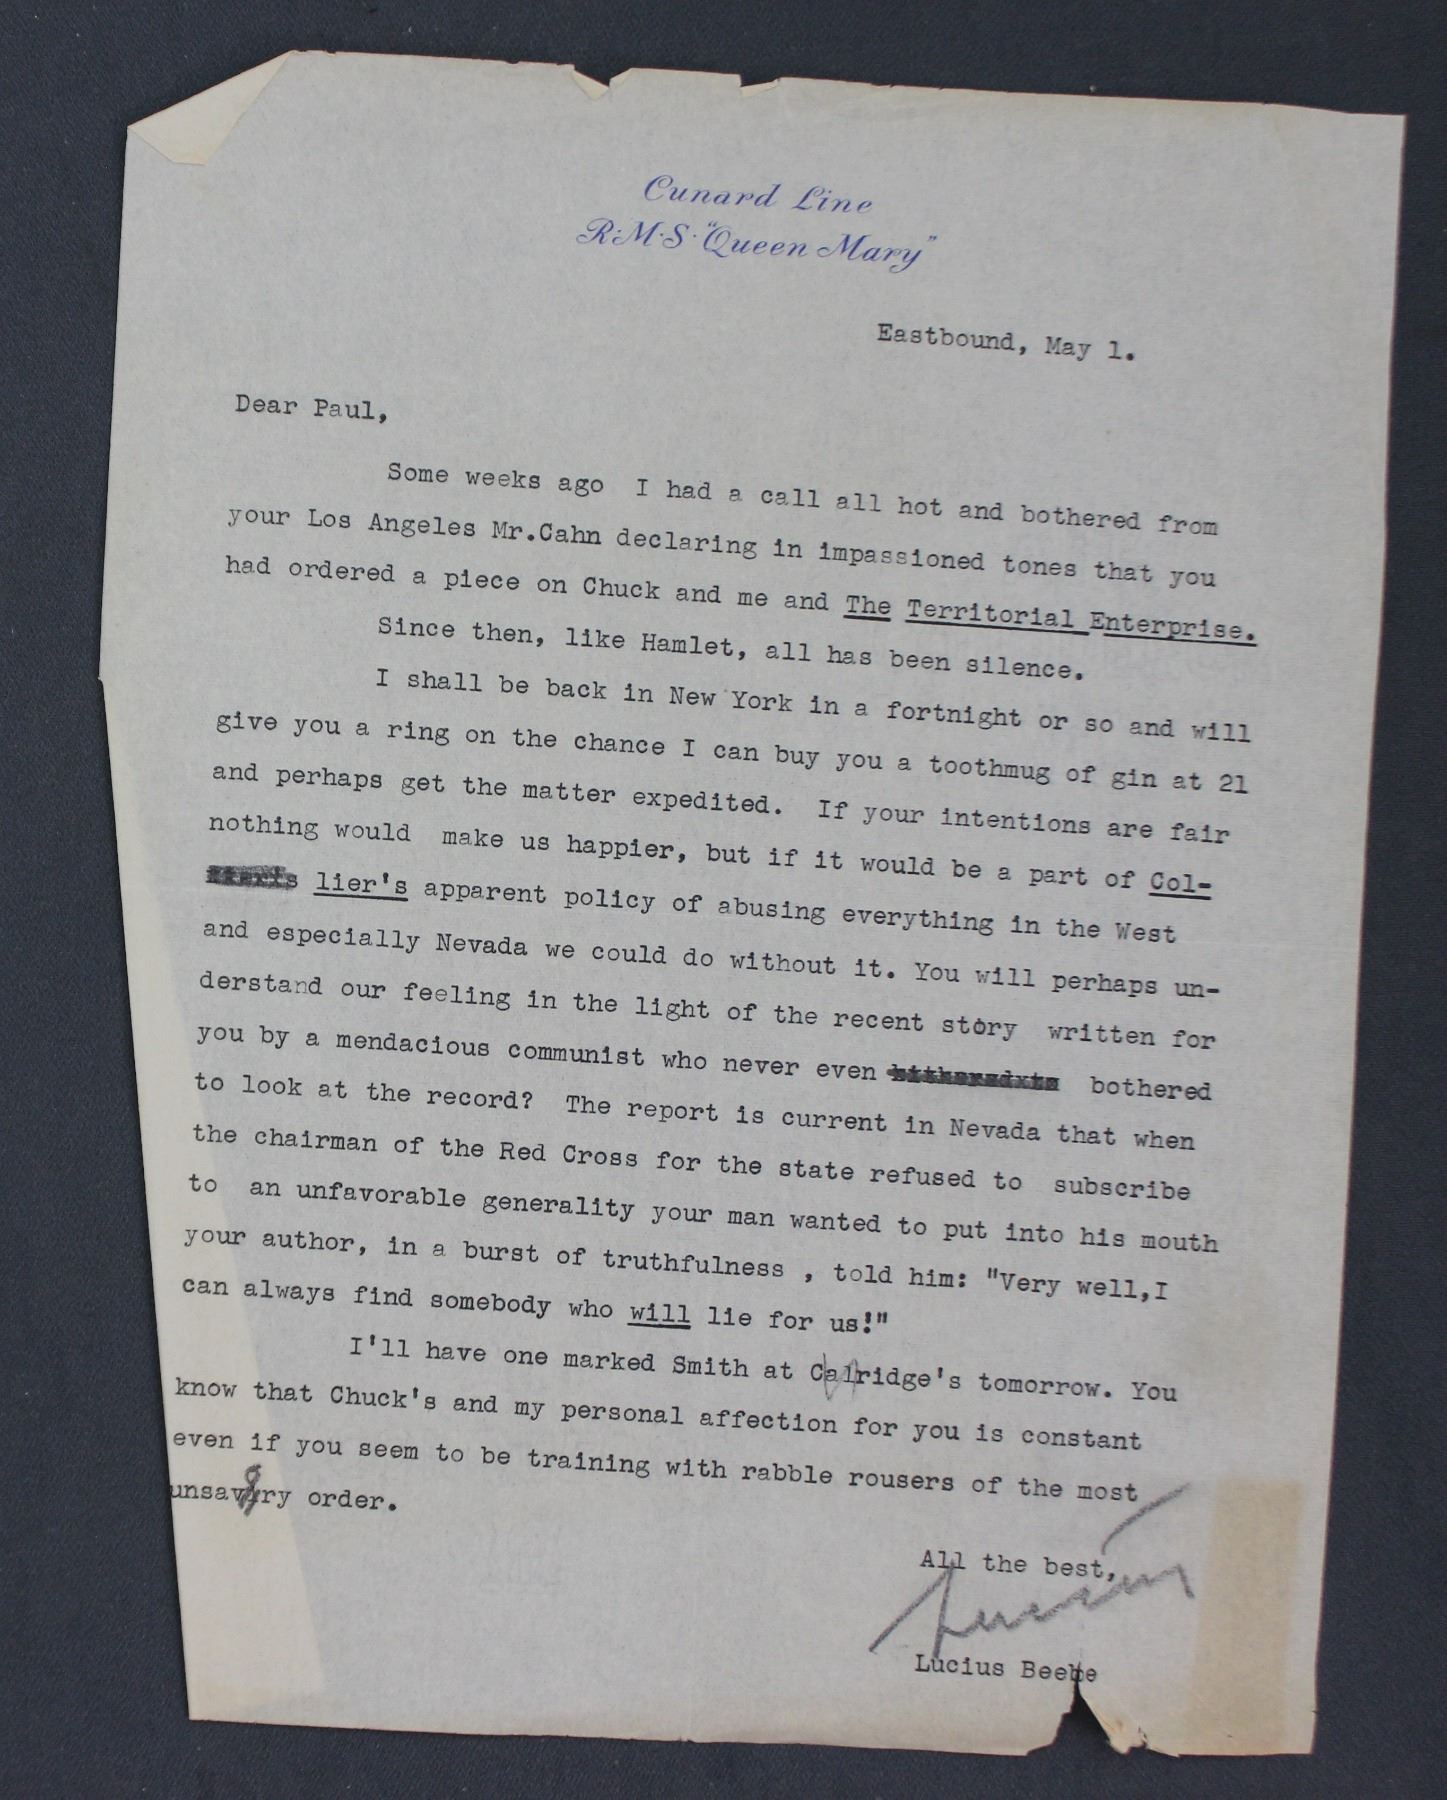 Cunard Line
R·M·S· "Queen Mary"
Eastbound, May 1.
Dear Paul,
Some weeks ago I had a call all hot and bothered from
your Los Angeles Mr.Cahn declaring in impassioned tones that you
had ordered a piece on Chuck and me and The Territorial Enterprise.
Since then, like Hamlet, all has been silence.
I shall be back in New York in a fortnight or so and will
give you a ring on the chance I can buy you a toothmug of gin at 21
and perhaps get the matter expedited. If your intentions are fair
nothing would make us happier, but if it would be a part of Col-
lier's apparent policy of abusing everything in the West
and especially Nevada we could do without it. You will perhaps un-
derstand our feeling in the light of the recent story written for
you by a mendacious communist who never even bothered
to look at the record? The report is current in Nevada that when
the chairman of the Red Cross for the state refused to subscribe
to an unfavorable generality your man wanted to put into his mouth
your author, in a burst of truthfulness , told him: "Very well,I
can always find somebody who will lie for us!"
I'll have one marked Smith at Calridge's tomorrow. You
know that Chuck's and my personal affection for you is constant
even if you seem to be training with rabble rousers of the most
unsavory order.
All the best,
Lucius
Lucius Beebe